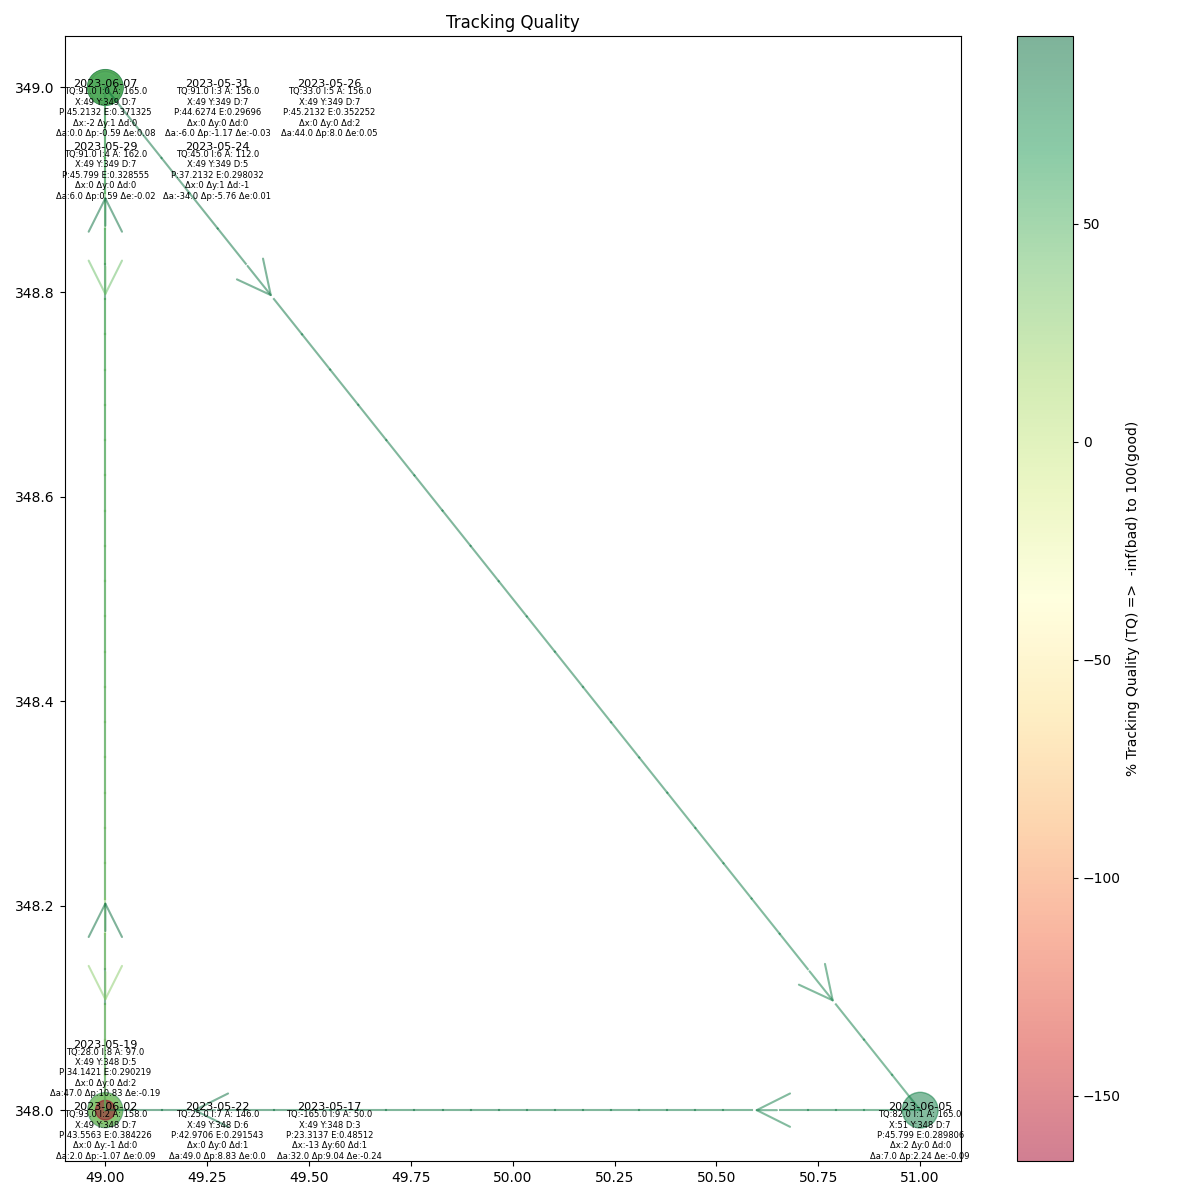 Tracking Quality
349.0
348.8
348.6
348.4
348.2
348.0
2023-06-07
TQ:91.0 I:0 A: 165.0
X:49 Y:349 D:7
P:45.2132 E:0.371325
Δx:-2 Δy:1 Δd:0
Δa:0.0 Δp:-0.59 Δe:0.08
2023-05-31
TQ:91.0 I:3 A: 156.0
X:49 Y:349 D:7
P:44.6274 E:0.29696
Δx:0 Δy:0 Δd:0
Δa:-6.0 Δp:-1.17 Δe:-0.03
2023-05-26
TQ:33.0 I:5 A: 156.0
X:49 Y:349 D:7
P:45.2132 E:0.352252
Δx:0 Δy:0 Δd:2
Δa:44.0 Δp:8.0 Δe:0.05
2023-05-29
TQ:91.0 I:4 A: 162.0
X:49 Y:349 D:7
P:45.799 E:0.328555
Δx:0 Δy:0 Δd:0
Δa:6.0 Δp:0.59 Δe:-0.02
2023-05-24
TQ:45.0 I:6 A: 112.0
X:49 Y:349 D:5
P:37.2132 E:0.298032
Δx:0 Δy:1 Δd:-1
Δa:-34.0 Δp:-5.76 Δe:0.01
2023-05-19
TQ:28.0 I:8 A: 97.0
X:49 Y:348 D:5
P:34.1421 E:0.290219
Δx:0 Δy:0 Δd:2
Δa:47.0 Δp:10.83 Δe:-0.19
2023-06-02
TQ:93.0 I:2 A: 158.0
X:49 Y:348 D:7
P:43.5563 E:0.384226
Δx:0 Δy:-1 Δd:0
Δa:2.0 Δp:-1.07 Δe:0.09
2023-05-22
TQ:25.0 I:7 A: 146.0
X:49 Y:348 D:6
P:42.9706 E:0.291543
Δx:0 Δy:0 Δd:1
Δa:49.0 Δp:8.83 Δe:0.0
2023-05-17
TQ:-165.0 I:9 A: 50.0
X:49 Y:348 D:3
P:23.3137 E:0.48512
Δx:-13 Δy:60 Δd:1
Δa:32.0 Δp:9.04 Δe:-0.24
2023-06-05
TQ:82.0 I:1 A: 165.0
X:51 Y:348 D:7
P:45.799 E:0.289806
Δx:2 Δy:0 Δd:0
Δa:7.0 Δp:2.24 Δe:-0.09
49.00 49.25 49.50 49.75 50.00 50.25 50.50 50.75 51.00
50
0
−50
−100
−150
% Tracking Quality (TQ) => -inf(bad) to 100(good)